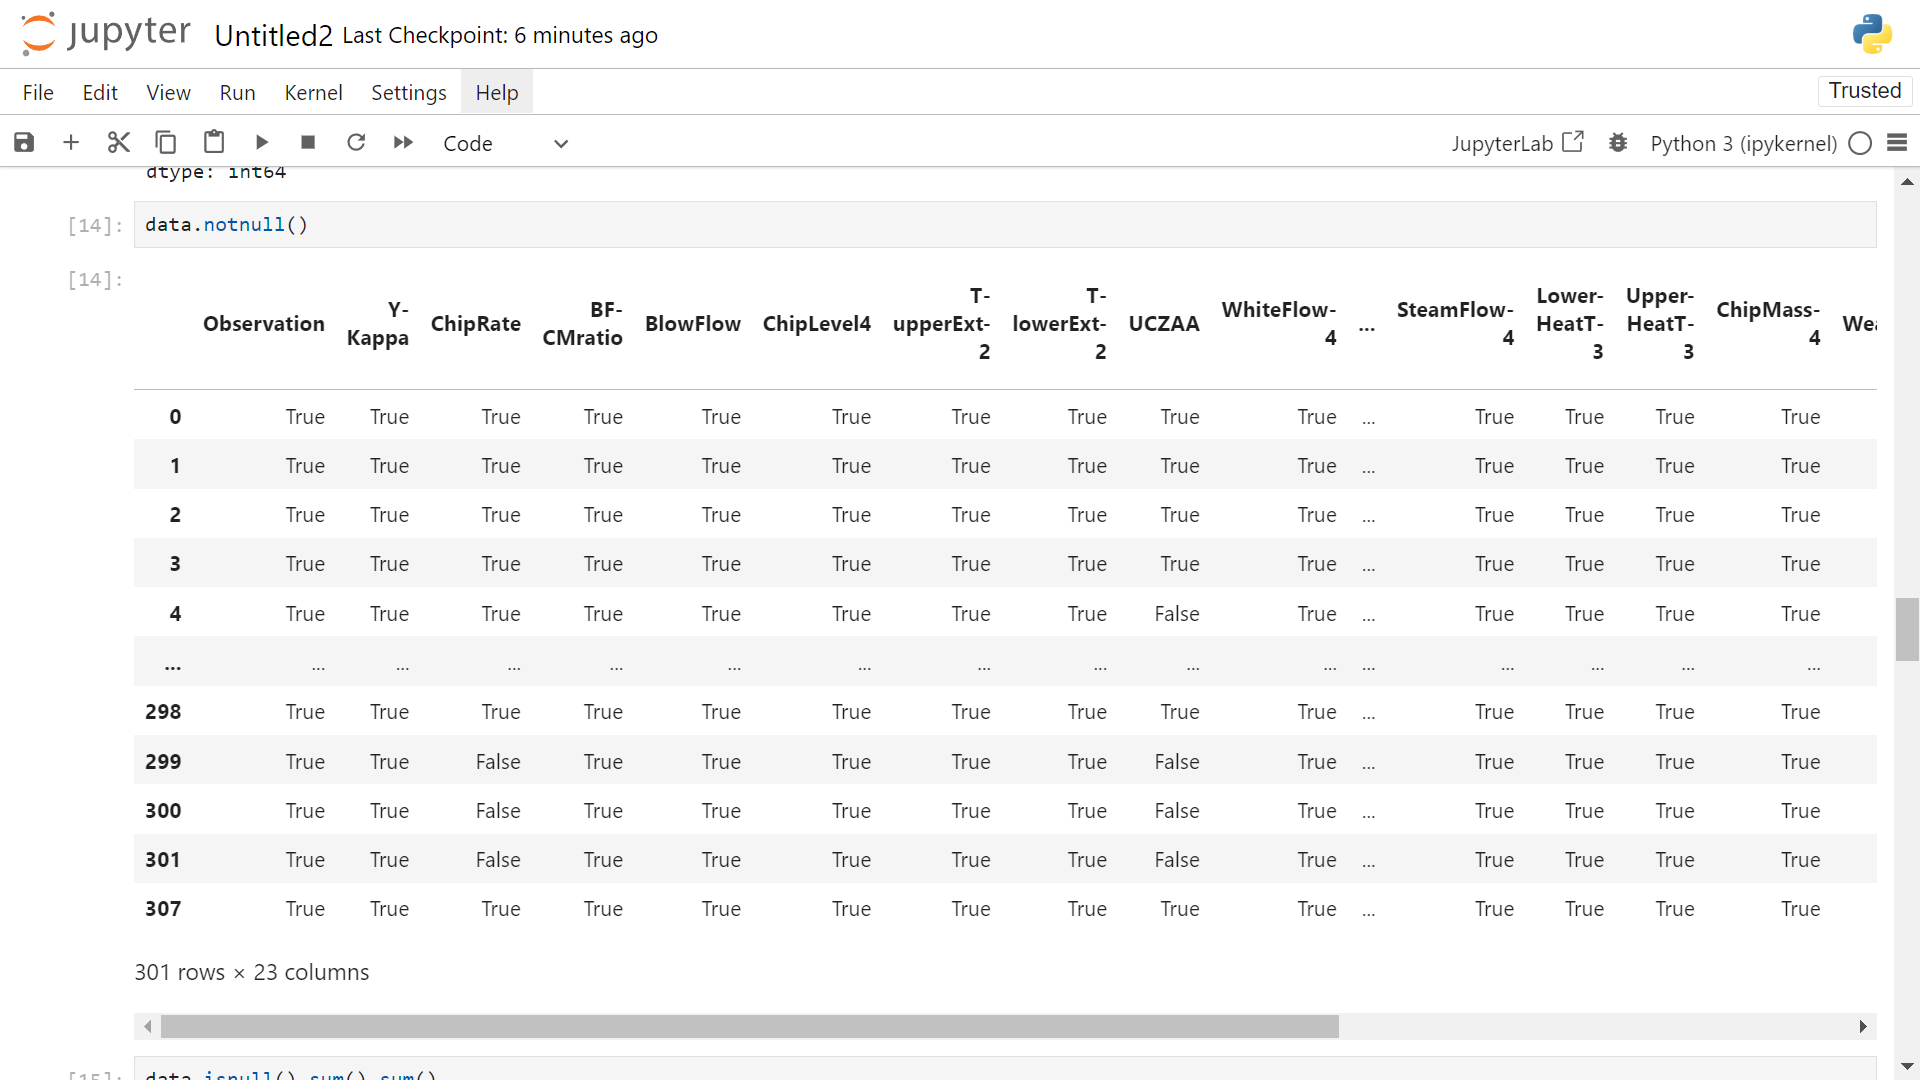 jupyter Untitled2 Last Checkpoint: 6 minutes ago
File Edit View Run Kernel Settings Help Trusted
Code JupyterLab Python 3 (ipykernel)
dtype: int64
[14]: data.notnull()
[14]:
Observation Y-Kappa ChipRate BF-CMratio BlowFlow ChipLevel4 T-upperExt-2 T-lowerExt-2 UCZAA WhiteFlow-4 ... SteamFlow-4 Lower-HeatT-3 Upper-HeatT-3 ChipMass-4 Wea
0 True True True True True True True True True True ... True True True True
1 True True True True True True True True True True ... True True True True
2 True True True True True True True True True True ... True True True True
3 True True True True True True True True True True ... True True True True
4 True True True True True True True True False True ... True True True True
... ... ... ... ... ... ... ... ... ... ... ... ... ... ... ...
298 True True True True True True True True True True ... True True True True
299 True True False True True True True True False True ... True True True True
300 True True False True True True True True False True ... True True True True
301 True True False True True True True True False True ... True True True True
307 True True True True True True True True True True ... True True True True
301 rows × 23 columns
[15]: data.isnull().sum().sum()